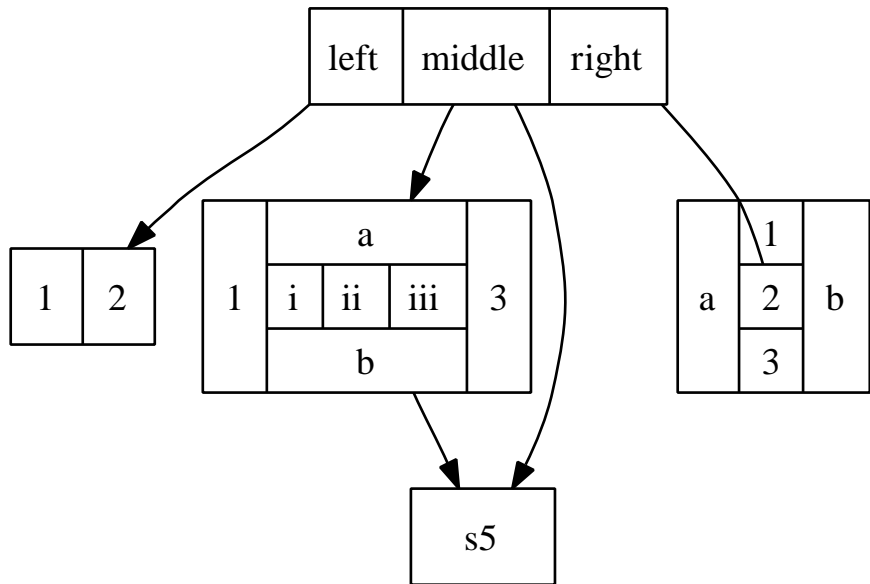 left middle right
1 2
1 a i ii iii b 3
a 1 2 3 b
s5